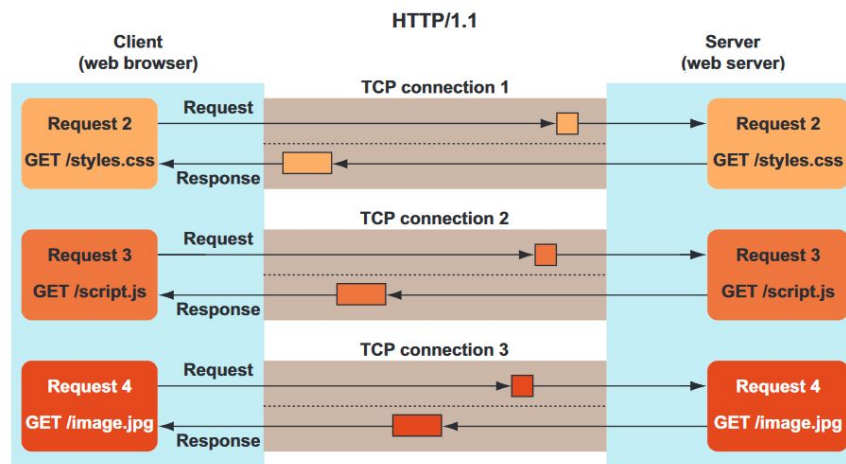 HTTP/1.1
Client
(web browser)
Server
(web server)
TCP connection 1
Request 2
GET /styles.css
Request
Response
Request 2
GET /styles.css
TCP connection 2
Request 3
GET /script.js
Request
Response
Request 3
GET /script.js
TCP connection 3
Request 4
GET /image.jpg
Request
Response
Request 4
GET /image.jpg